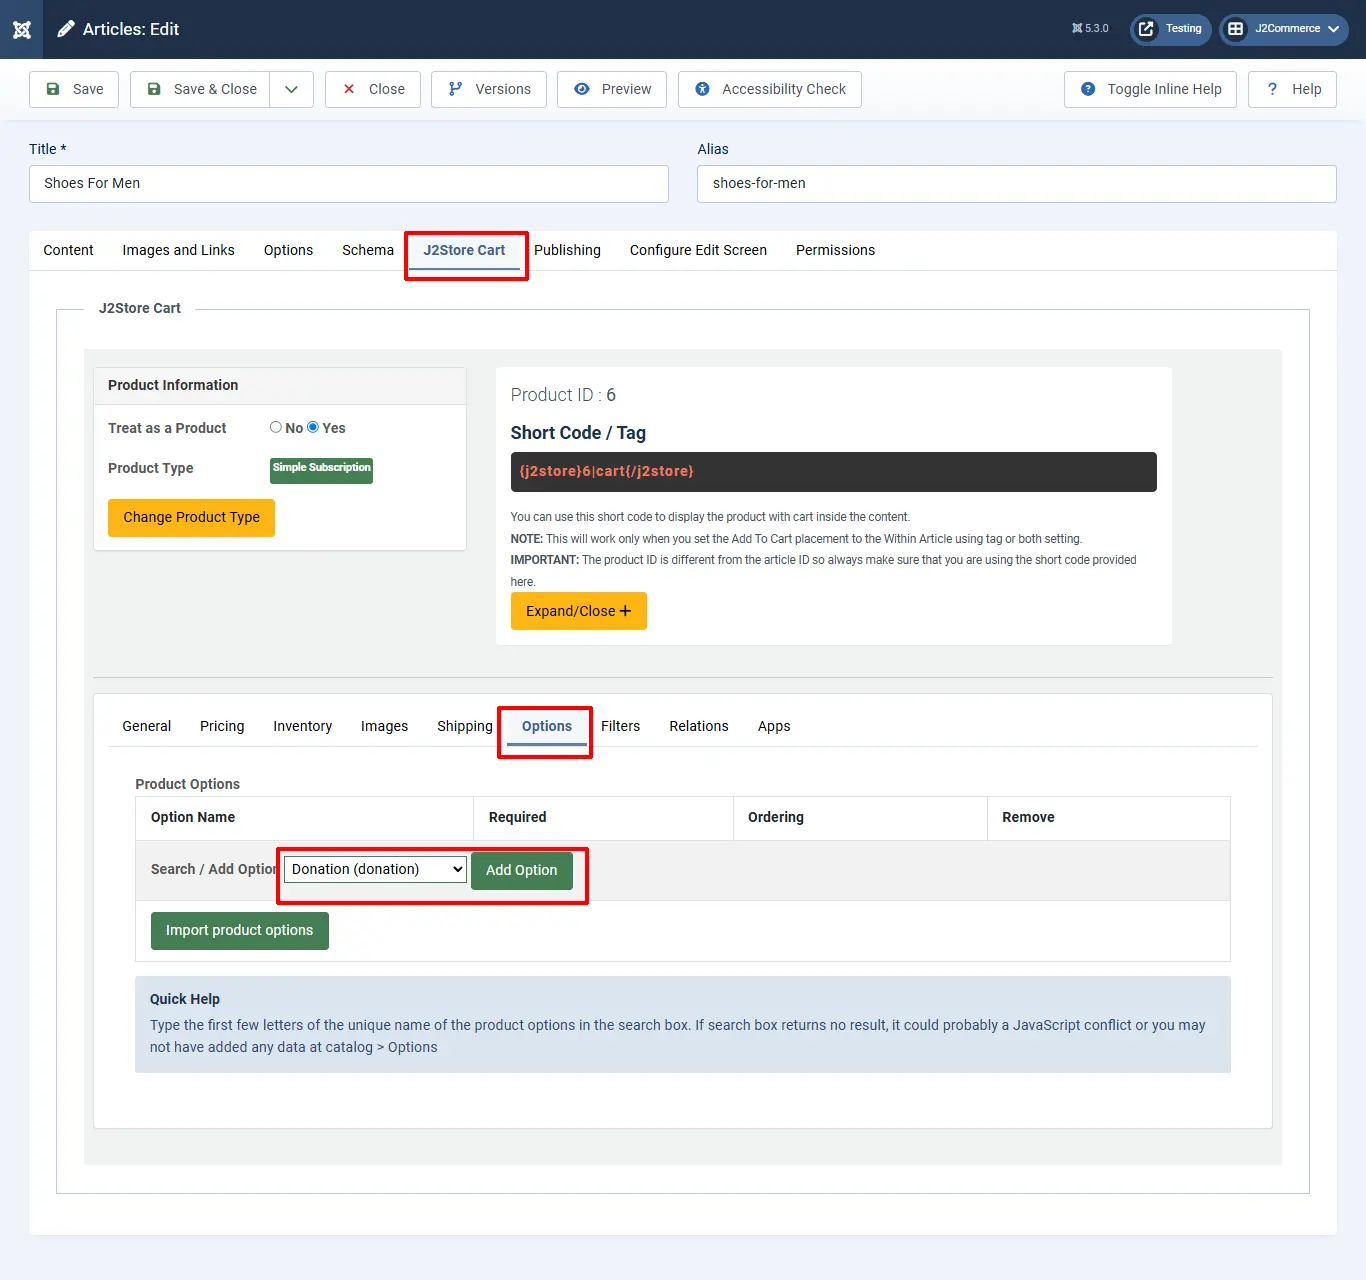 Articles: Edit
5.3.0
Testing
J2Commerce
Save
Save & Close
Close
Versions
Preview
Accessibility Check
Toggle Inline Help
? Help
Title *
Alias
Shoes For Men
shoes-for-men
Content
Images and Links
Options
Schema
J2Store Cart
Publishing
Configure Edit Screen
Permissions
J2Store Cart
Product Information
Treat as a Product
No
Yes
Product Type
Simple Subscription
Change Product Type
Product ID : 6
Short Code / Tag
{j2store}6|cart{/j2store}
You can use this short code to display the product with cart inside the content.
NOTE: This will work only when you set the Add To Cart placement to the Within Article using tag or both setting.
IMPORTANT: The product ID is different from the article ID so always make sure that you are using the short code provided
here.
Expand/Close +
General
Pricing
Inventory
Images
Shipping
Options
Filters
Relations
Apps
Product Options
Option Name
Required
Ordering
Remove
Search / Add Option
Donation (donation)
Add Option
Import product options
Quick Help
Type the first few letters of the unique name of the product options in the search box. If search box returns no result, it could probably a JavaScript conflict or you may
not have added any data at catalog > Options